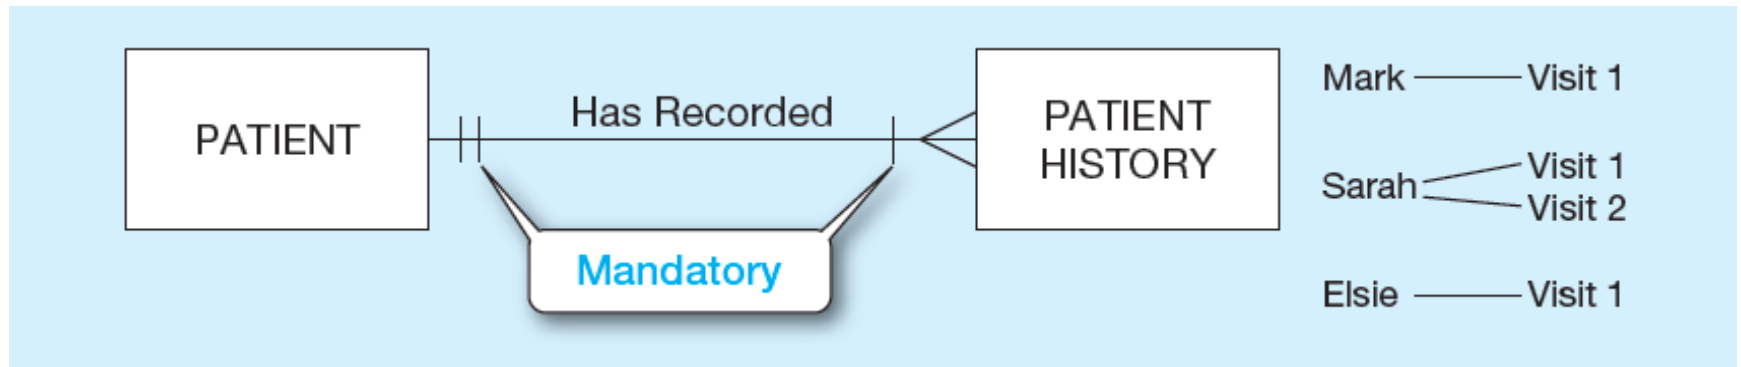 PATIENT
Has Recorded
Mandatory
PATIENT
HISTORY
Mark Visit 1
Sarah Visit 1
Visit 2
Elsie Visit 1